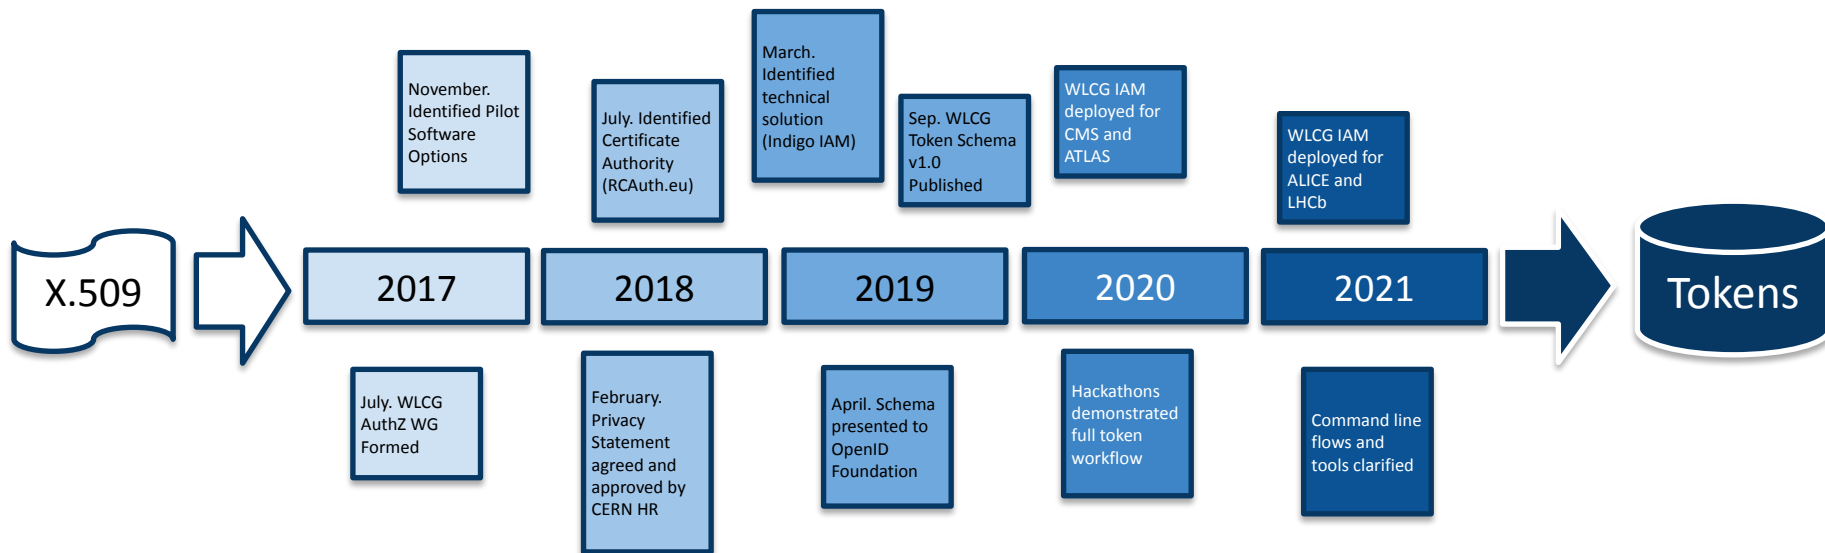 November.
Identified Pilot
Software
Options
July. Identified
Certificate
Authority
(RCAuth.eu)
March.
Identified
technical
solution
(Indigo IAM)
Sep. WLCG
Token Schema
v1.0
Published
WLCG IAM
deployed for
CMS and
ATLAS
WLCG IAM
deployed for
ALICE and
LHCb
X.509
2017
2018
2019
2020
2021
Tokens
July. WLCG
AuthZ WG
Formed
February.
Privacy
Statement
agreed and
approved by
CERN HR
April. Schema
presented to
OpenID
Foundation
Hackathons
demonstrated
full token
workflow
Command line
flows and
tools clarified